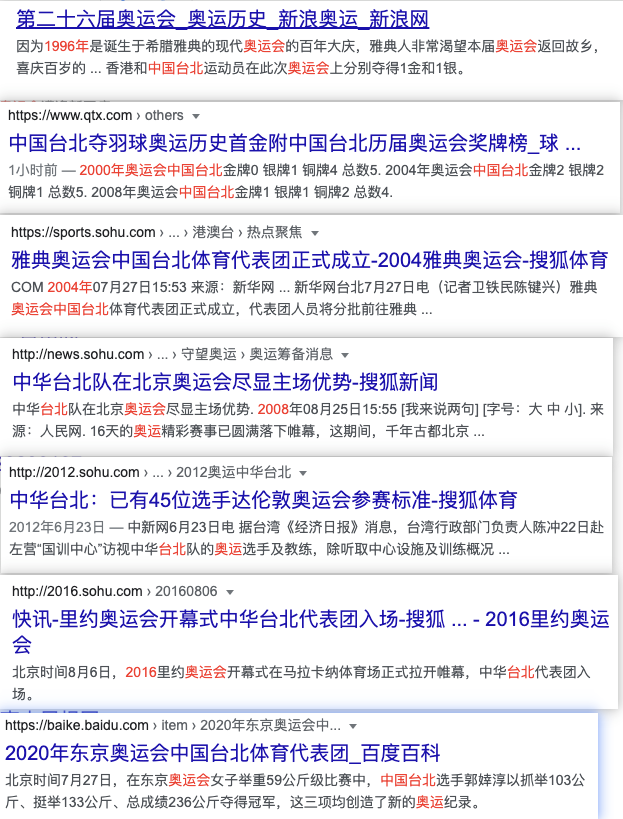 第二十六届奥运会_奥运历史_新浪奥运_新浪网
因为1996年是诞生于希腊雅典的现代奥运会的百年大庆，雅典人非常渴望本届奥运会返回故乡，
喜庆百岁的 ... 香港和中国台北运动员在此次奥运会上分别夺得1金和1银。
https://www.qtx.com › others
中国台北夺羽球奥运历史首金附中国台北历届奥运会奖牌榜_球 ...
1小时前 — 2000年奥运会中国台北金牌0 银牌1 铜牌4 总数5. 2004年奥运会中国台北金牌2 银牌2
铜牌1 总数5. 2008年奥运会中国台北金牌1 银牌1 铜牌2 总数4.
https://sports.sohu.com › ... › 港澳台 › 热点聚焦
雅典奥运会中国台北体育代表团正式成立-2004雅典奥运会-搜狐体育
COM 2004年07月27日15:53 来源：新华网 ... 新华网台北7月27日电（记者卫铁民陈键兴）雅典
奥运会中国台北体育代表团正式成立，代表团人员将分批前往雅典 ...
http://news.sohu.com › ... › 守望奥运 › 奥运筹备消息
中华台北队在北京奥运会尽显主场优势-搜狐新闻
中华台北队在北京奥运会尽显主场优势. 2008年08月25日15:55 [我来说两句] [字号：大 中 小]. 来
源：人民网. 16天的奥运精彩赛事已圆满落下帷幕，这期间，千年古都北京 ...
http://2012.sohu.com › ... › 2012奥运中华台北
中华台北：已有45位选手达伦敦奥运会参赛标准-搜狐体育
2012年6月23日 — 中新网6月23日电 据台湾《经济日报》消息，台湾行政部门负责人陈冲22日赴
左营“国训中心”访视中华台北队的奥运选手及教练，除听取中心设施及训练概况 ...
http://2016.sohu.com › 20160806
快讯-里约奥运会开幕式中华台北代表团入场-搜狐 ... - 2016里约奥运
会
北京时间8月6日，2016里约奥运会开幕式在马拉卡纳体育场正式拉开帷幕，中华台北代表团入
场。
https://baike.baidu.com › item › 2020年东京奥运会中...
2020年东京奥运会中国台北体育代表团_百度百科
北京时间7月27日，在东京奥运会女子举重59公斤级比赛中，中国台北选手郭婞淳以抓举103公
斤、挺举133公斤、总成绩236公斤夺得冠军，这三项均创造了新的奥运纪录。